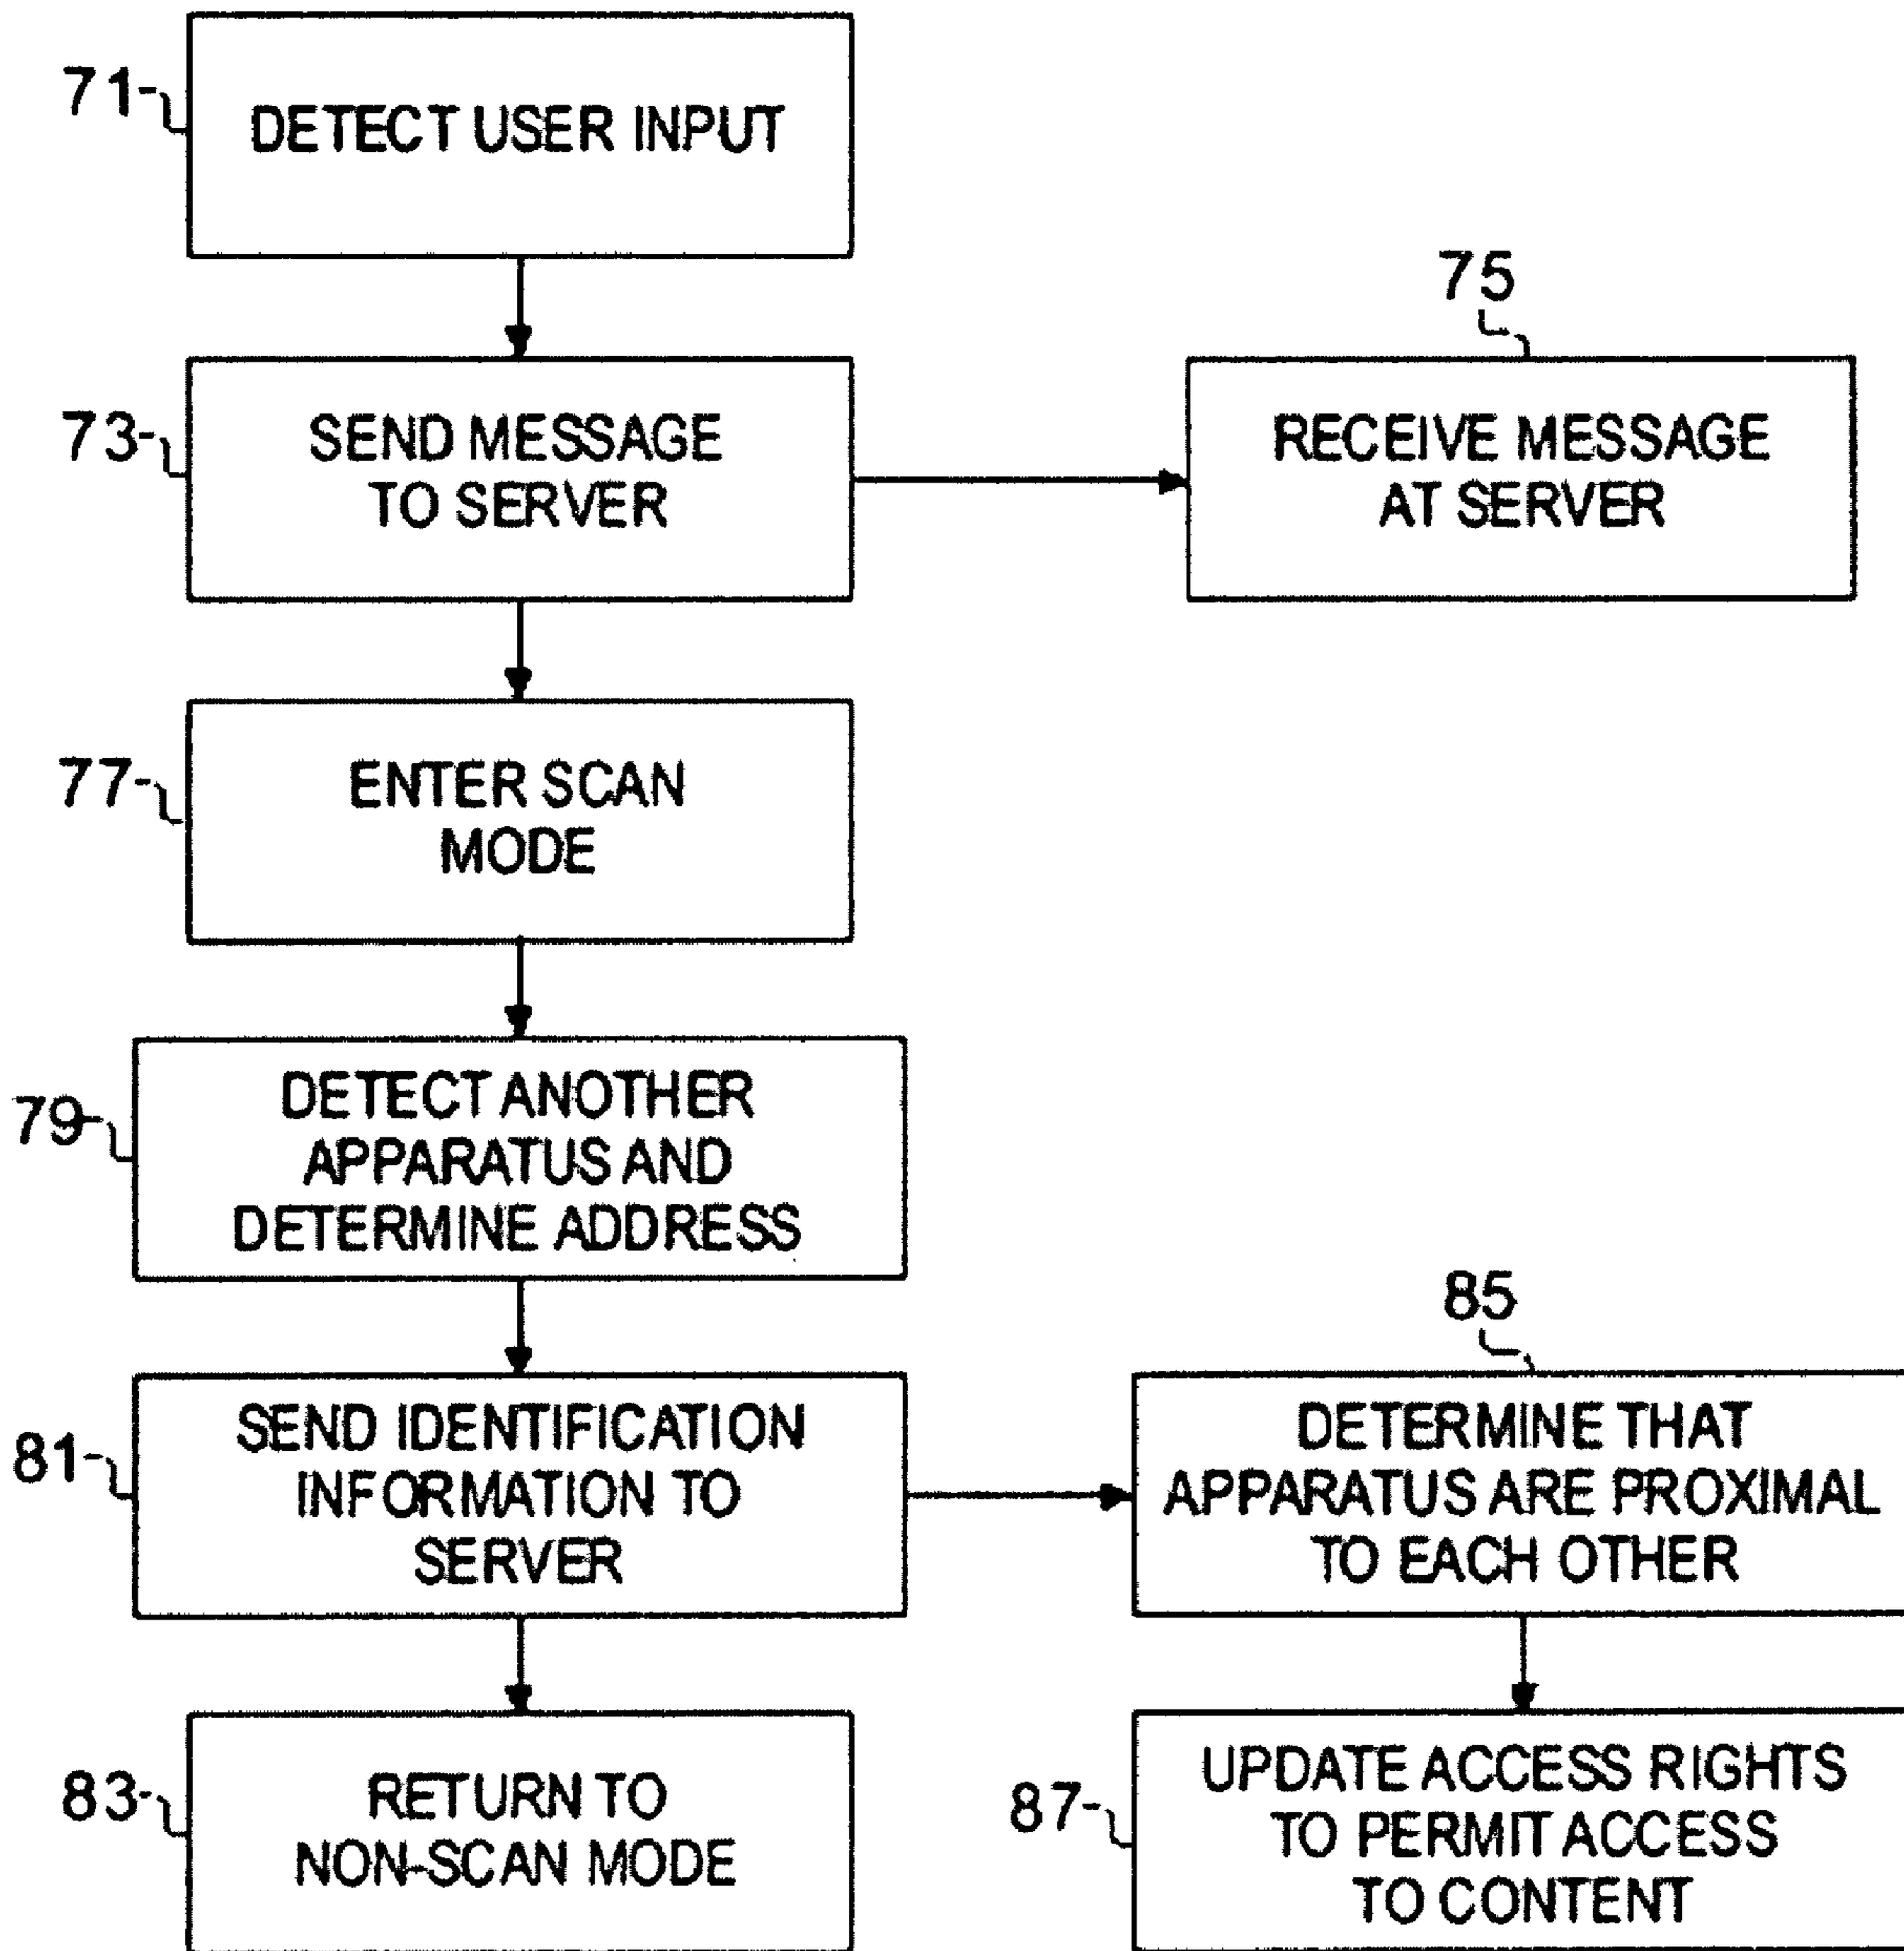 71
DETECT USER INPUT
75
73
SEND MESSAGE
TO SERVER
RECEIVE MESSAGE
AT SERVER
77
ENTER SCAN
MODE
79
DETECT ANOTHER
APPARATUS AND
DETERMINE ADDRESS
85
81
SEND IDENTIFICATION
INFORMATION TO
SERVER
DETERMINE THAT
APPARATUS ARE PROXIMAL
TO EACH OTHER
83
RETURN TO
NON-SCAN MODE
87
UPDATE ACCESS RIGHTS
TO PERMIT ACCESS
TO CONTENT